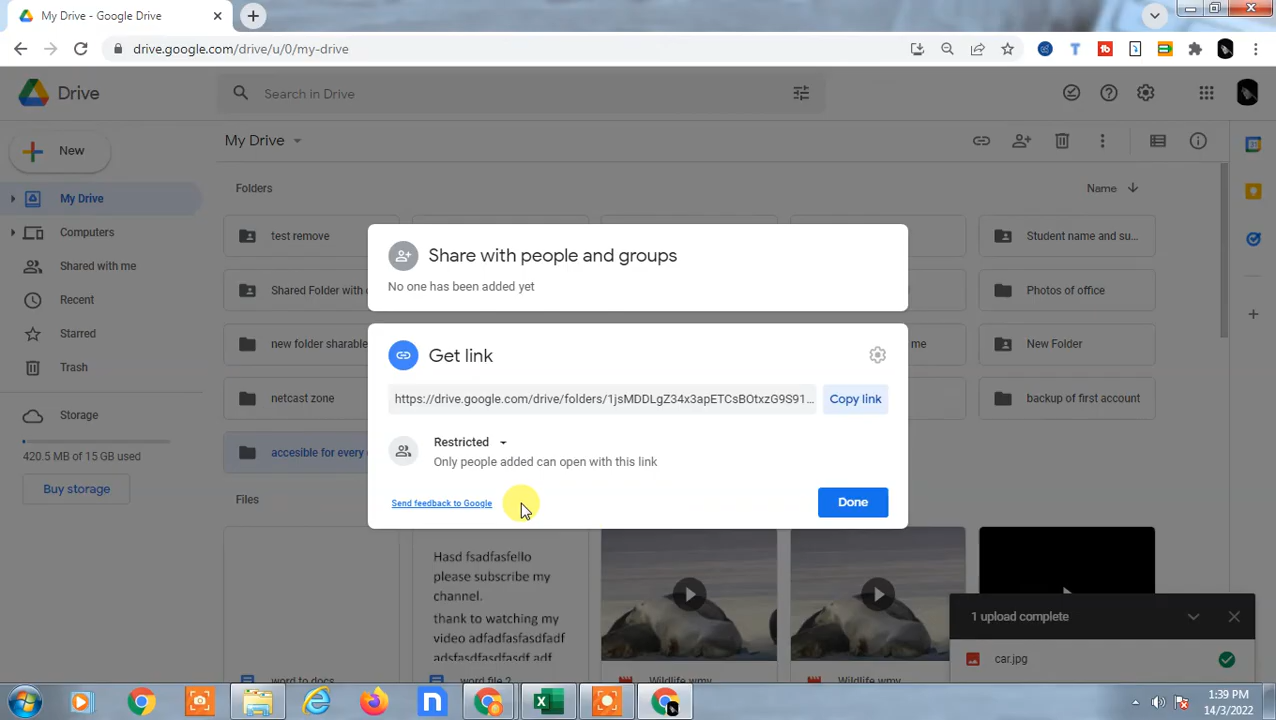 My Drive - Google Drive
drive.google.com/drive/u/0/my-drive
Drive
Search in Drive
New
My Drive
Computers
Shared with me
Recent
Starred
Trash
Storage
420.5 MB of 15 GB used
Buy storage
My Drive
Folders
Name
test remove
Student name and su...
Shared Folder with
Photos of office
new folder sharable
me
New Folder
netcast zone
backup of first account
accesible for every
Files
Share with people and groups
No one has been added yet
Get link
https://drive.google.com/drive/folders/1jsMDDLgZ34x3apETCsBOtxzG9S91...
Copy link
Restricted
Only people added can open with this link
Send feedback to Google
Done
Hasd fsadfasfello
please subscribe my
channel.
thank to watching my
video adfadfasfasdfadf
word to docs
word file 2
Wildlife.wmv
Wildlife.wmv
1 upload complete
car.jpg
1:39 PM
14/3/2022